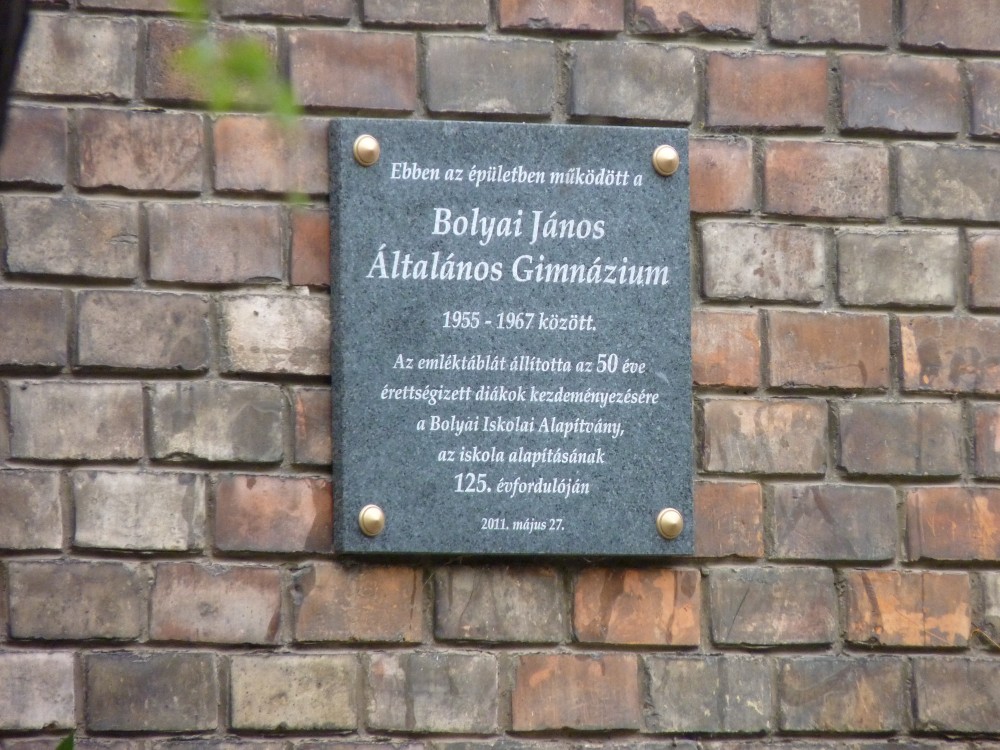 Ebben az épületben működött a
Bolyai János
Általános Gimnázium
1955 - 1967 között.
Az emléktáblát állította az 50 éve
érettségizett diákok kezdeményezésére
a Bolyai Iskolai Alapítvány,
az iskola alapításának
125. évfordulóján
2011. május 27.